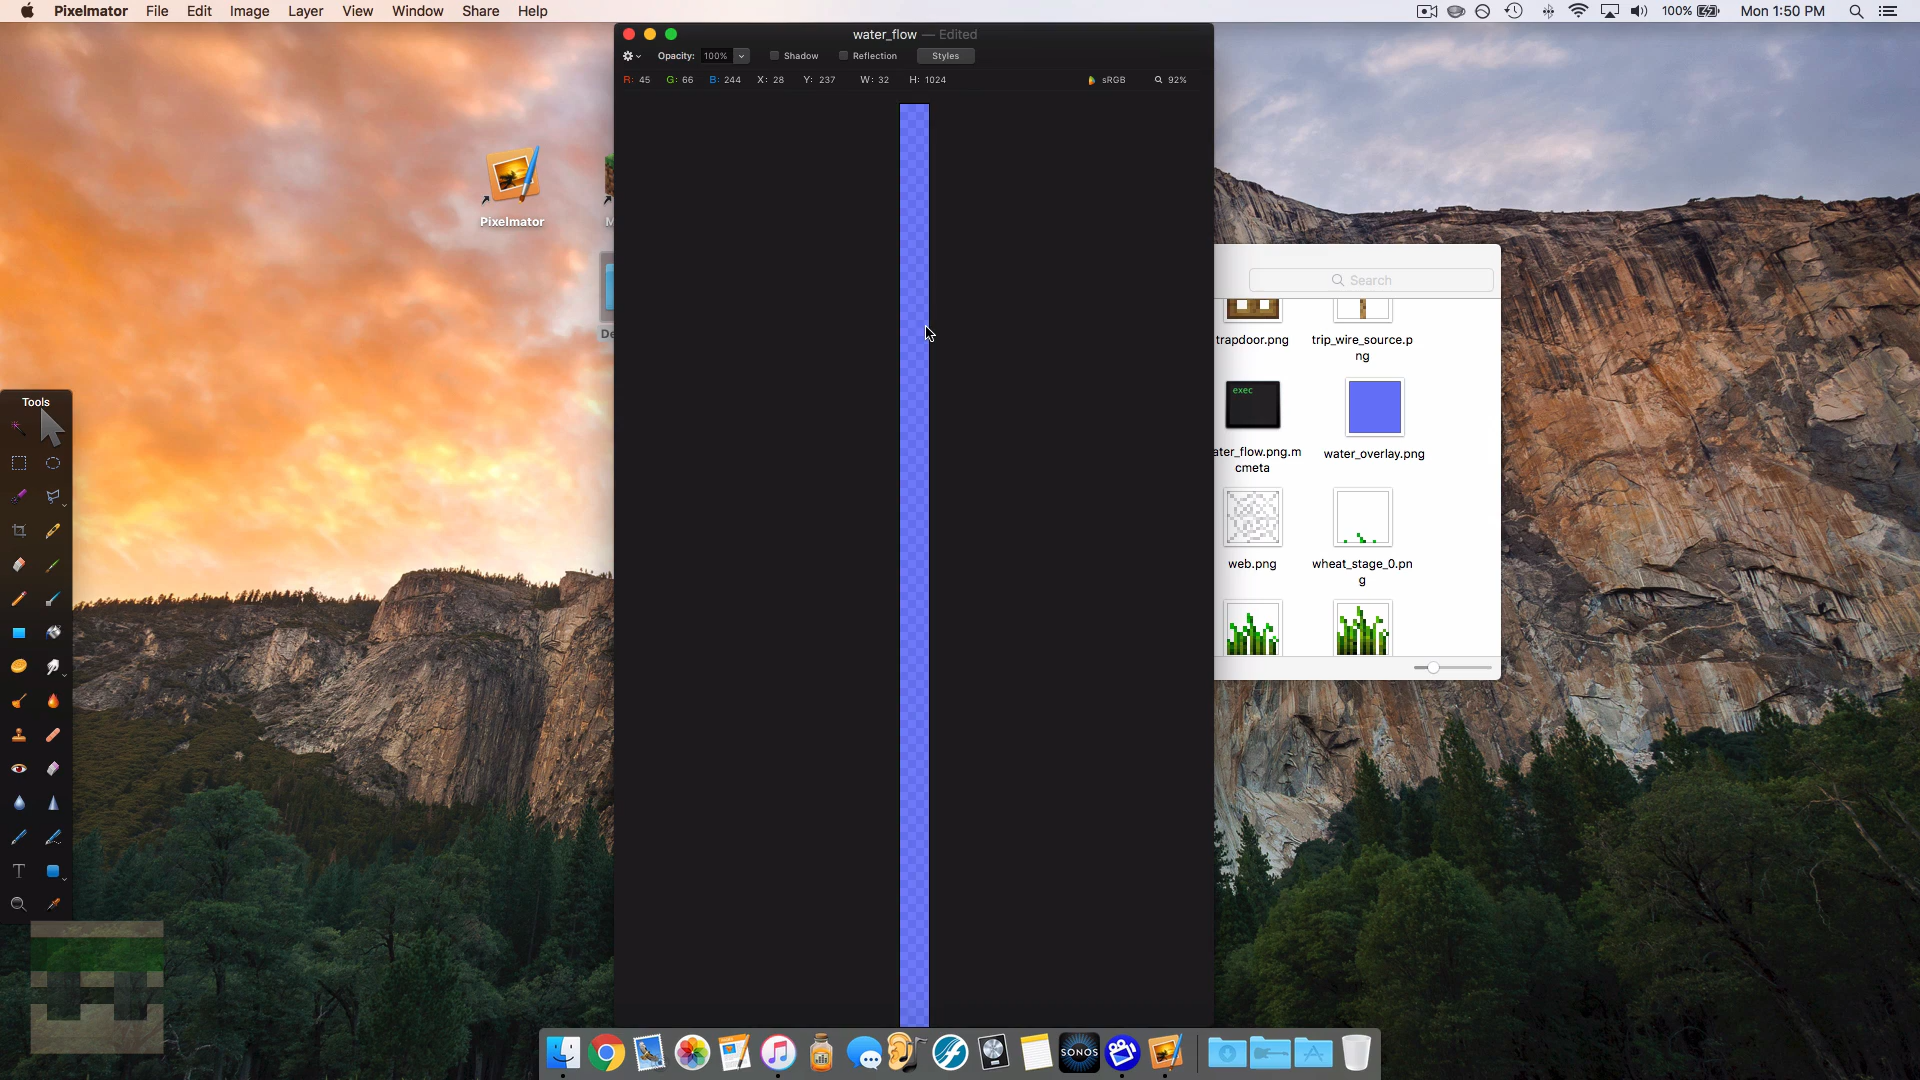 Pixelmator File Edit Image Layer View Window Share Help
100% Mon 1:50 PM
water_flow — Edited
Opacity: 100% Shadow Reflection Styles
R: 45 G: 66 B: 244 X: 28 Y: 237 W: 32 H: 1024 sRGB 92%
Pixelmator
M
De
Search
trapdoor.png
trip_wire_source.p
ng
exec
ater_flow.png.m
cmeta
water_overlay.png
web.png
wheat_stage_0.pn
g
Tools
T
SONOS